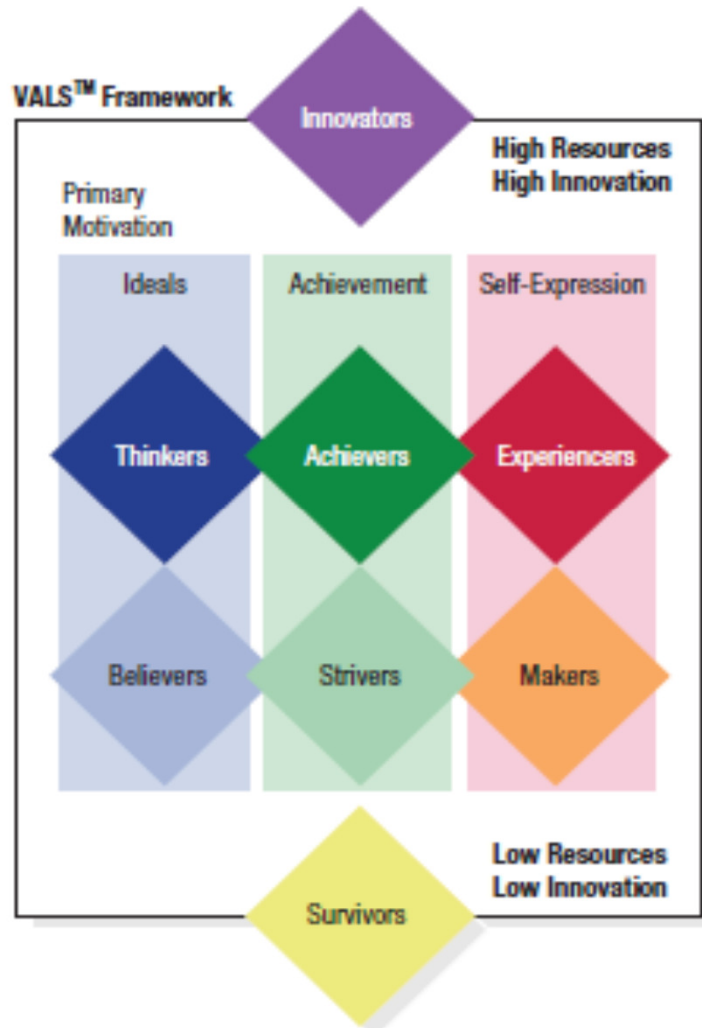 VALS™ Framework
Innovators
High Resources
High Innovation
Primary
Motivation
Ideals
Achievement
Self-Expression
Thinkers
Achievers
Experiencers
Believers
Strivers
Makers
Low Resources
Low Innovation
Survivors